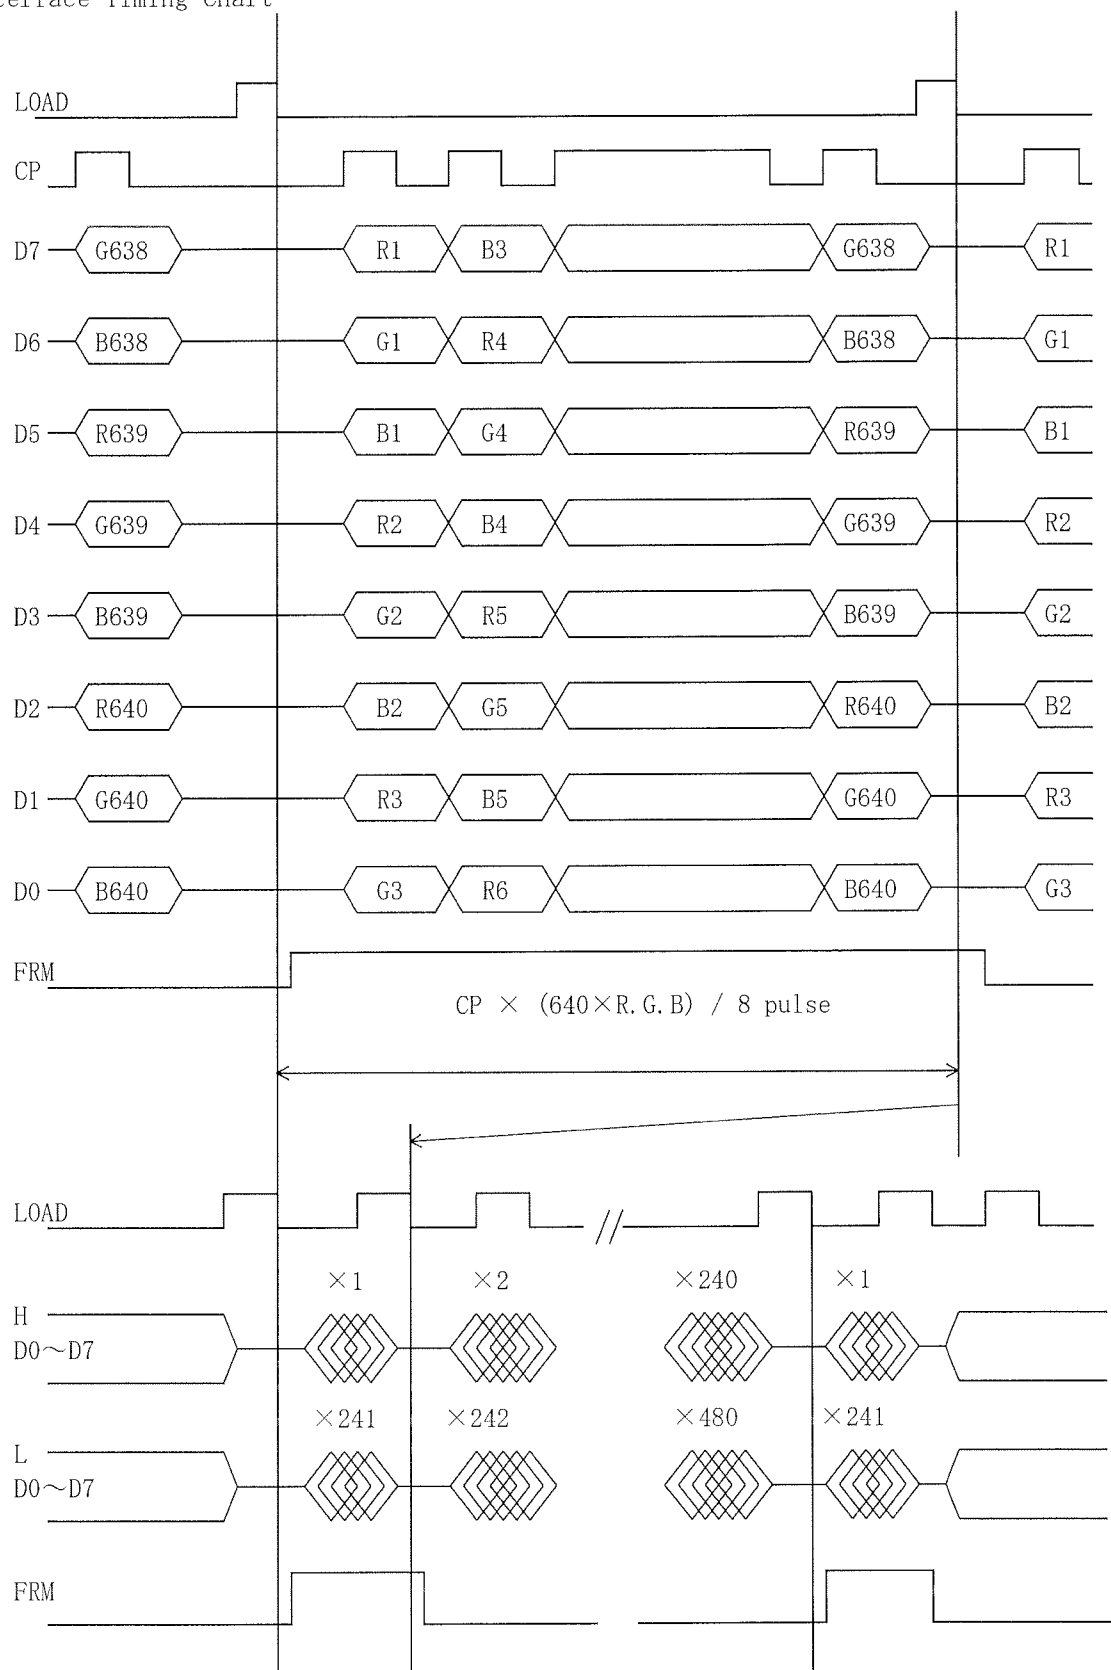 terface Timing Chart
LOAD
CP
D7 G638 R1 B3 G638 R1
D6 B638 G1 R4 B638 G1
D5 R639 B1 G4 R639 B1
D4 G639 R2 B4 G639 R2
D3 B639 G2 R5 B639 G2
D2 R640 B2 G5 R640 B2
D1 G640 R3 B5 G640 R3
D0 B640 G3 R6 B640 G3
FRM
CP × (640×R.G.B) / 8 pulse
LOAD //
×1 ×2 ×240 ×1
H
D0~D7
×241 ×242 ×480 ×241
L
D0~D7
FRM